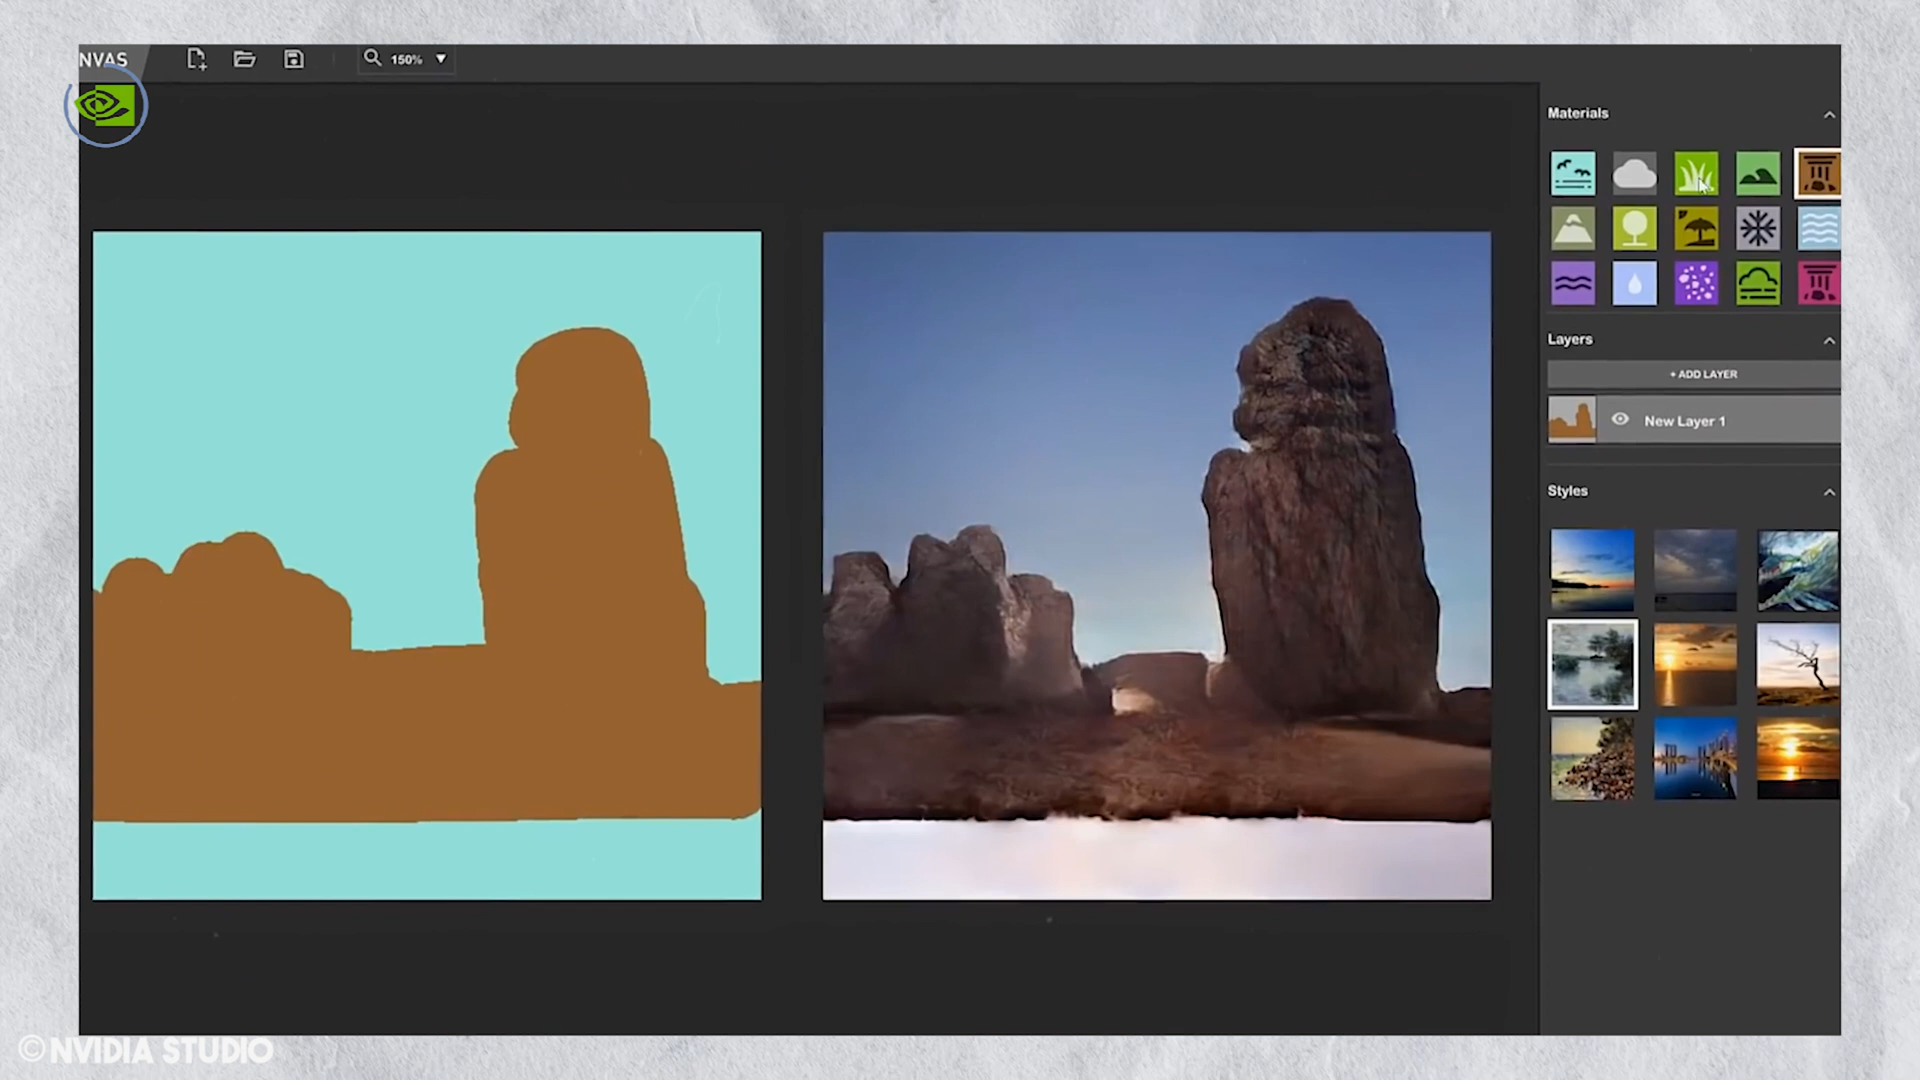 NVAS
150%
Materials
Layers
+ ADD LAYER
New Layer 1
Styles
©NVIDIA STUDIO